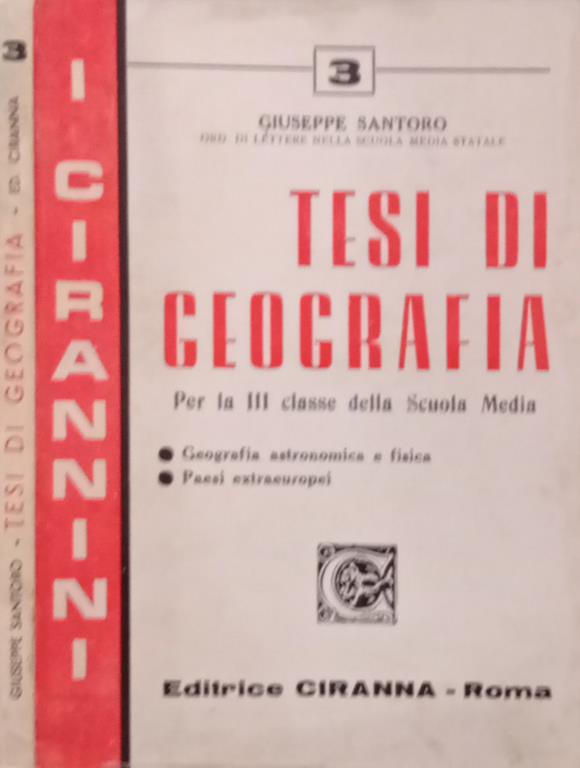 3
GIUSEPPE SANTORO - TESI DI GEOGRAFIA - ED. CIRANNA
I CIRANNINI
3
GIUSEPPE SANTORO
ORD. DI LETTERE NELLA SCUOLA MEDIA STATALE
TESI DI
GEOGRAFIA
Per la III classe della Scuola Media
● Geografia astronomica e fisica
● Paesi extraeuropei
C
Editrice CIRANNA - Roma